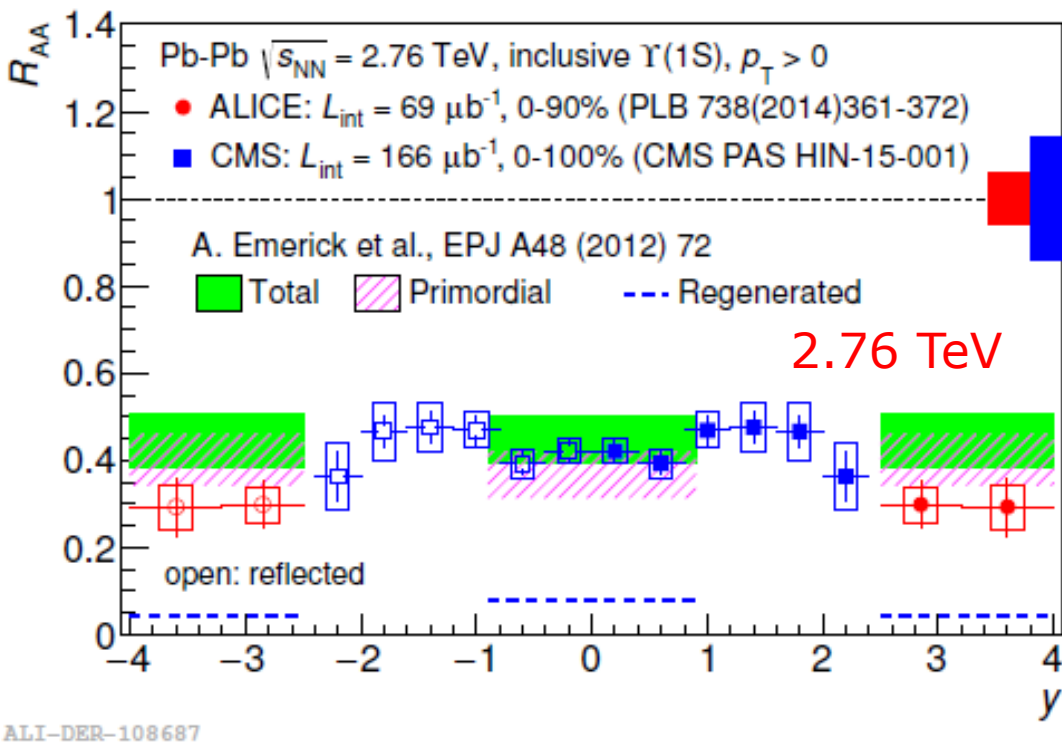 R_AA
1.4
1.2
1
0.8
0.6
0.4
0.2
0
Pb-Pb √s_NN = 2.76 TeV, inclusive ϒ(1S), p_T > 0
ALICE: L_int = 69 μb⁻¹, 0-90% (PLB 738(2014)361-372)
CMS: L_int = 166 μb⁻¹, 0-100% (CMS PAS HIN-15-001)
A. Emerick et al., EPJ A48 (2012) 72
Total Primordial Regenerated
2.76 TeV
open: reflected
−4 −3 −2 −1 0 1 2 3 4
y
ALI-DER-108687